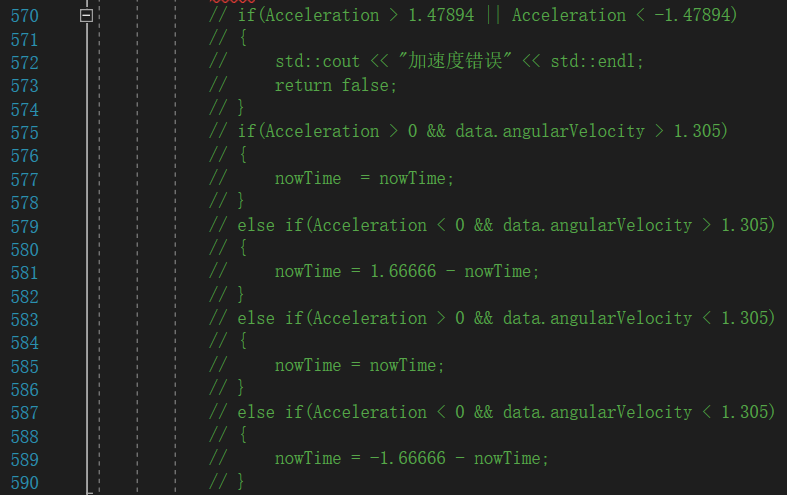 570 // if(Acceleration > 1.47894 || Acceleration < -1.47894)
571 // {
572 //     std::cout << "加速度错误" << std::endl;
573 //     return false;
574 // }
575 // if(Acceleration > 0 && data.angularVelocity > 1.305)
576 // {
577 //     nowTime  = nowTime;
578 // }
579 // else if(Acceleration < 0 && data.angularVelocity > 1.305)
580 // {
581 //     nowTime = 1.66666 - nowTime;
582 // }
583 // else if(Acceleration > 0 && data.angularVelocity < 1.305)
584 // {
585 //     nowTime = nowTime;
586 // }
587 // else if(Acceleration < 0 && data.angularVelocity < 1.305)
588 // {
589 //     nowTime = -1.66666 - nowTime;
590 // }